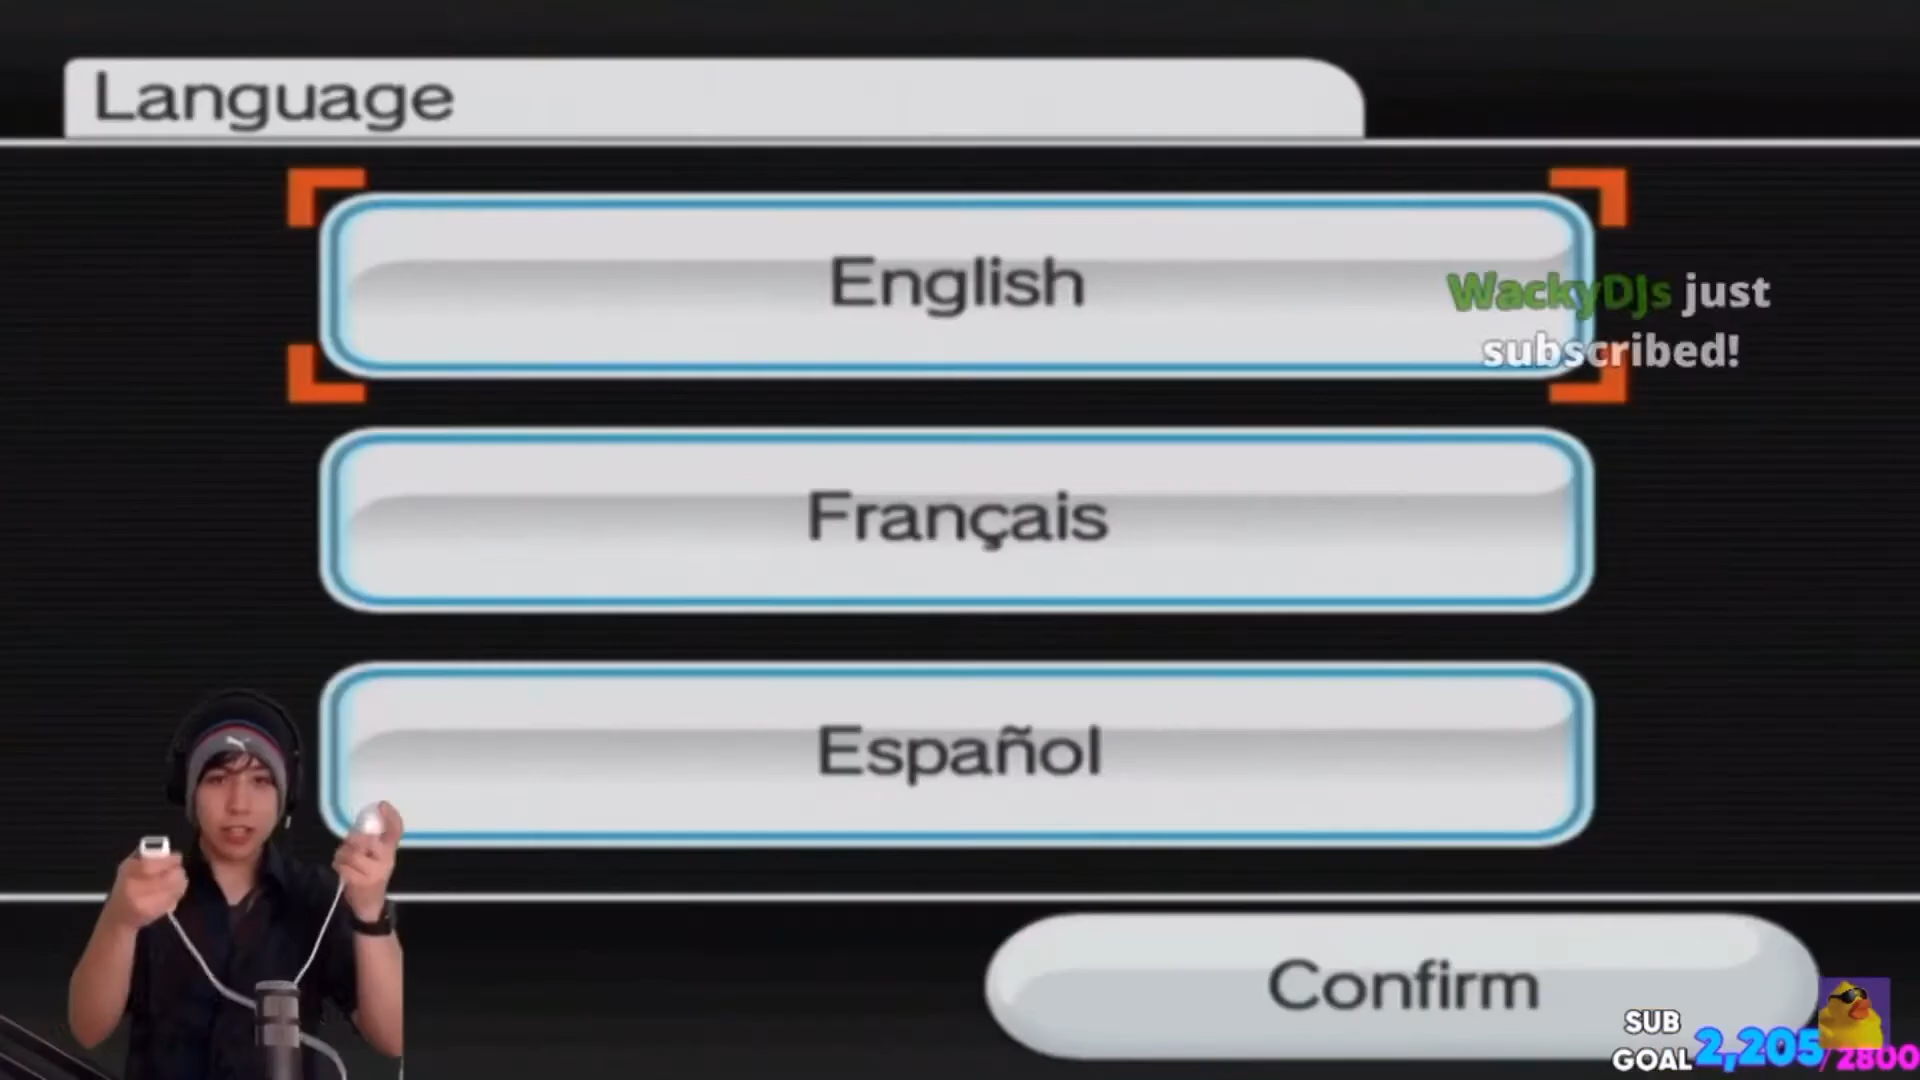 Language
English
WackyDJs just
subscribed!
Français
Español
Confirm
SUB
GOAL 2,205/2800